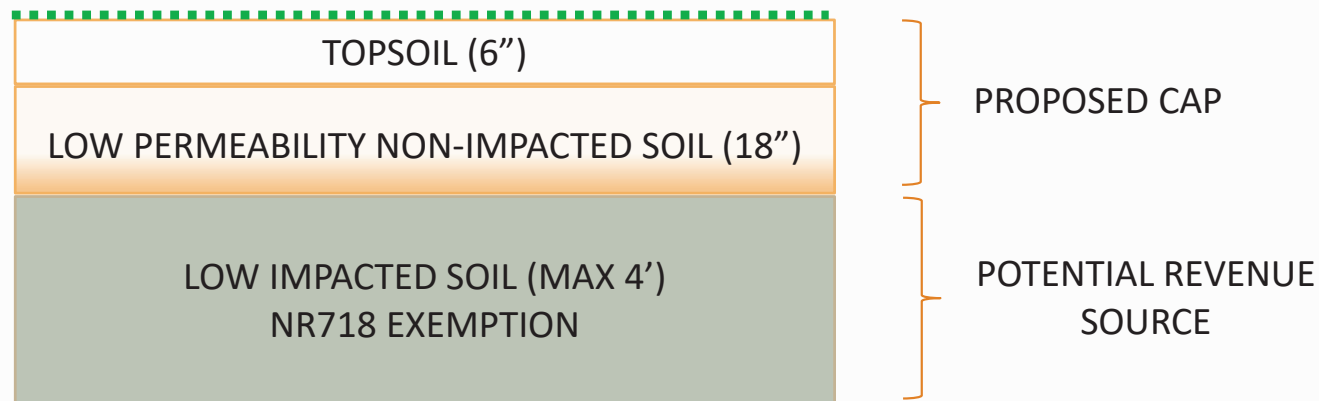 TOPSOIL (6”)
PROPOSED CAP
LOW PERMEABILITY NON-IMPACTED SOIL (18”)
LOW IMPACTED SOIL (MAX 4’)
NR718 EXEMPTION
POTENTIAL REVENUE
SOURCE